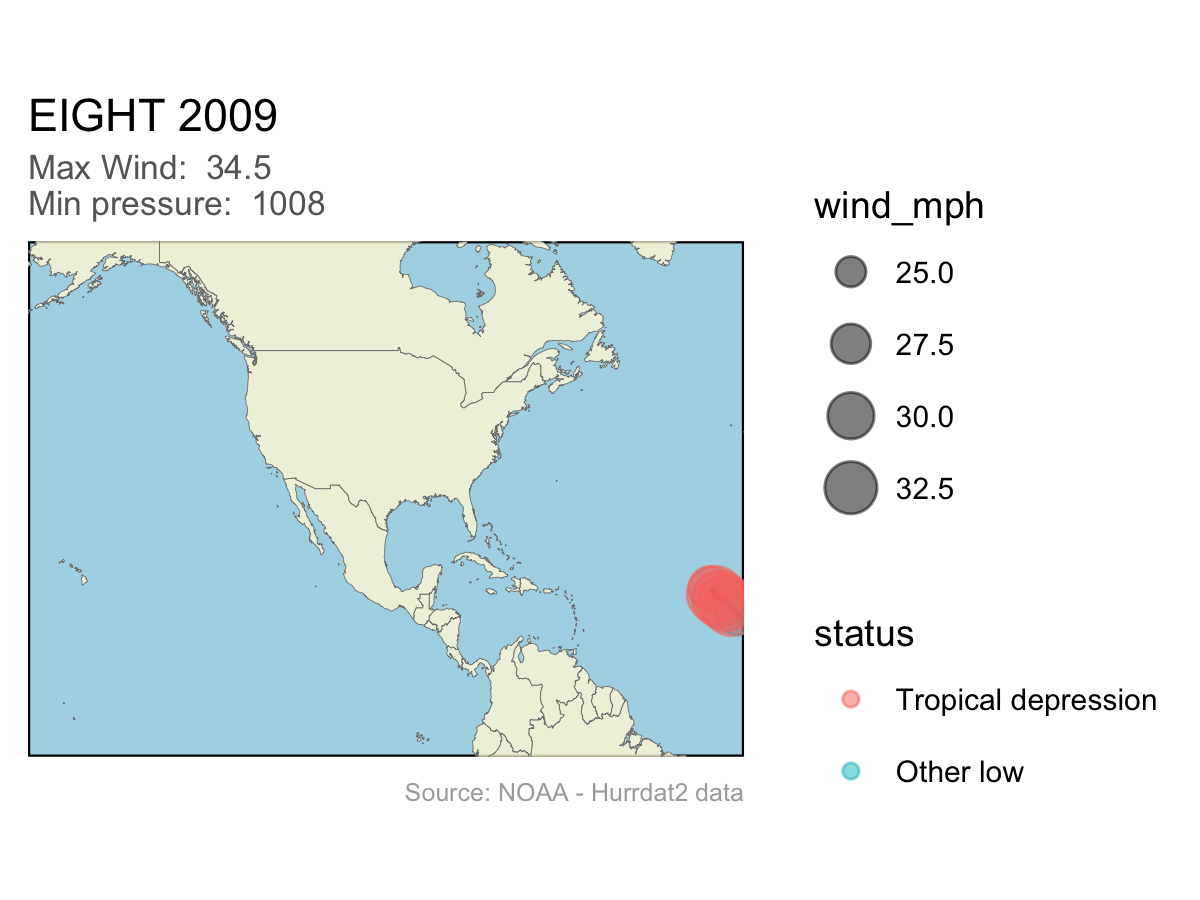 EIGHT 2009
Max Wind:  34.5
Min pressure:  1008
wind_mph
25.0
27.5
30.0
32.5
status
Tropical depression
Other low
Source: NOAA - Hurrdat2 data